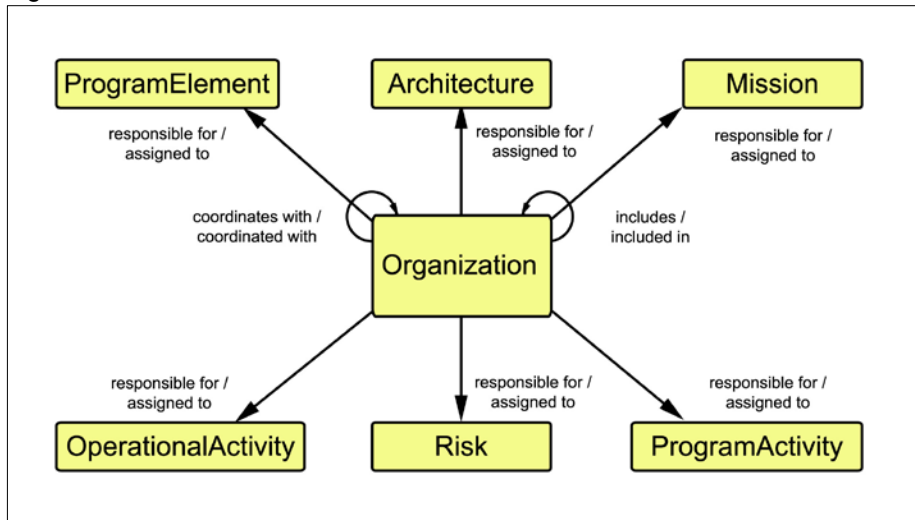 ProgramElement
Architecture
Mission
responsible for /
assigned to
responsible for /
assigned to
responsible for /
assigned to
coordinates with /
coordinated with
includes /
included in
Organization
responsible for /
assigned to
responsible for /
assigned to
responsible for /
assigned to
OperationalActivity
Risk
ProgramActivity